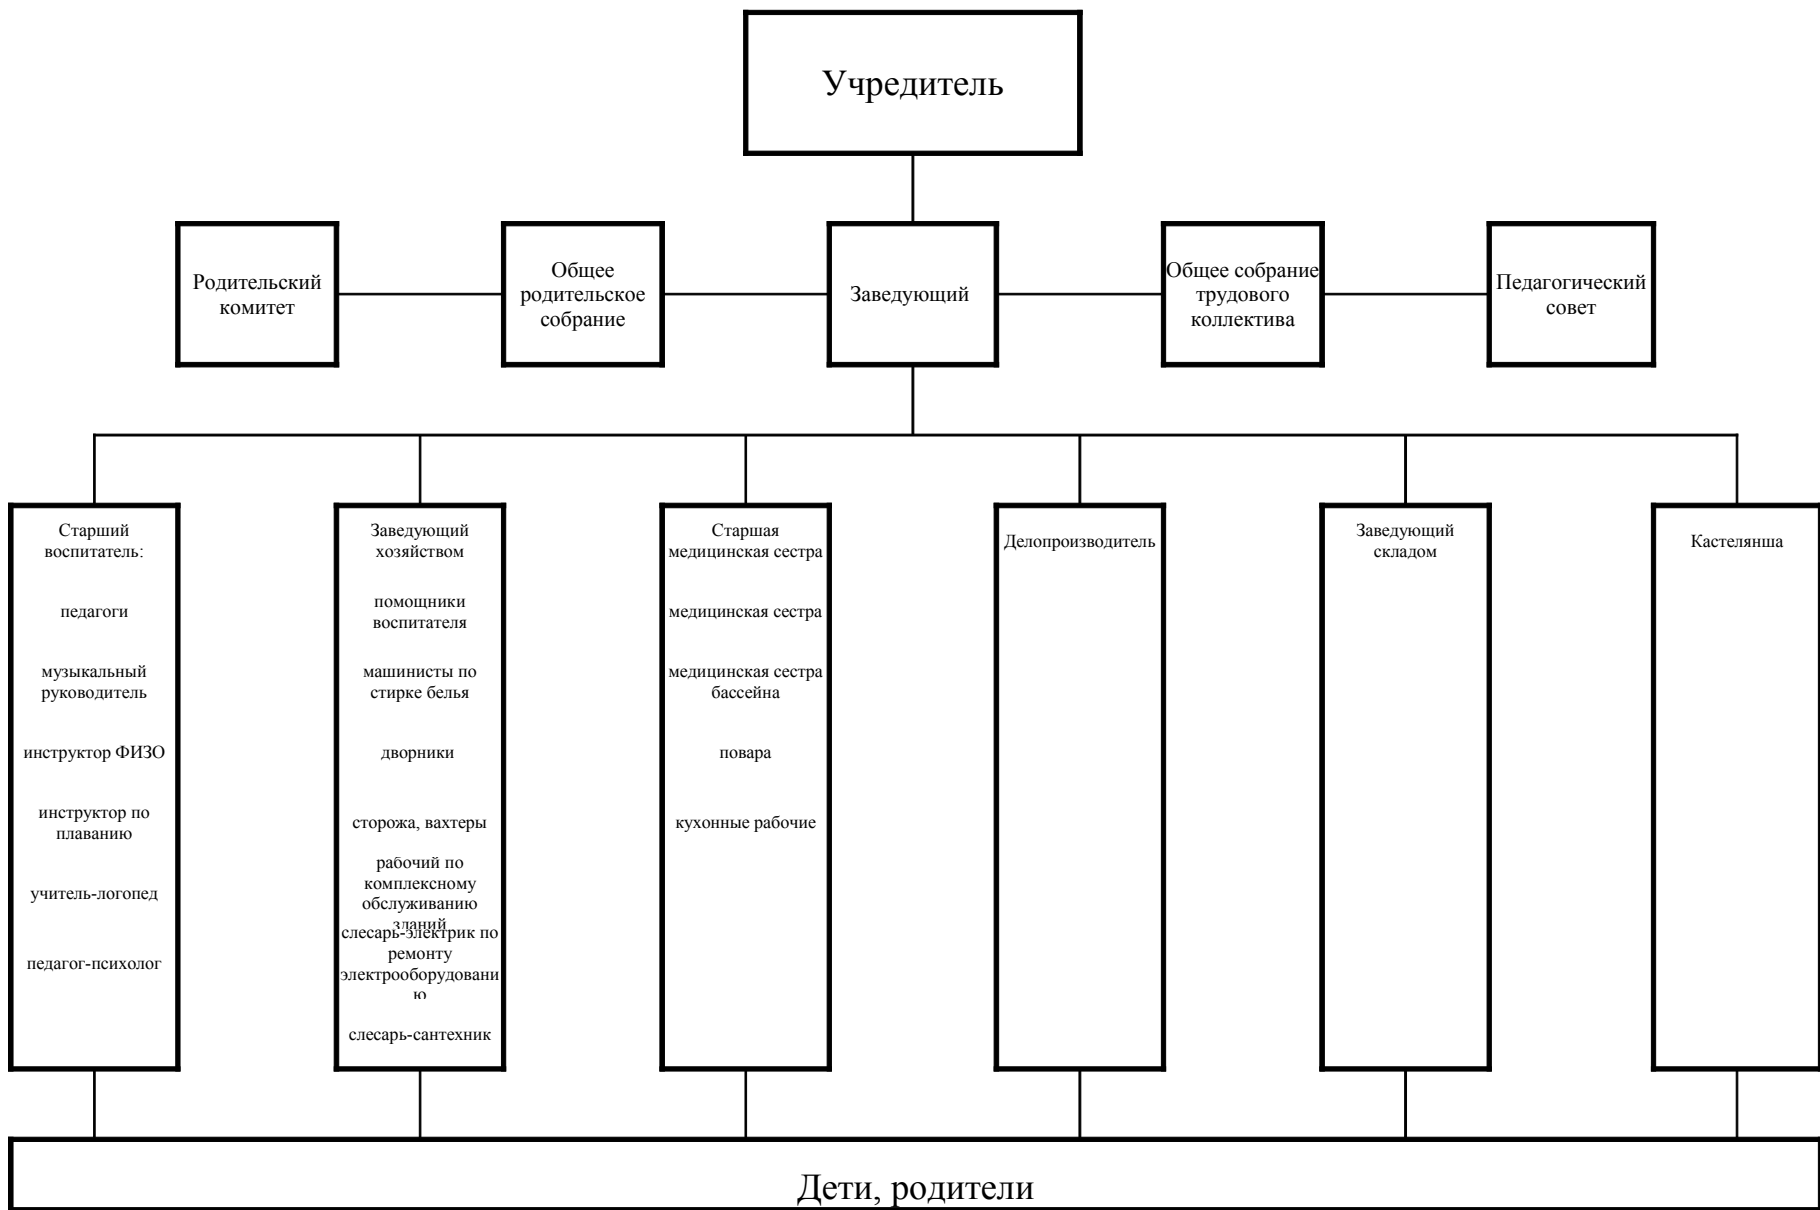 Учредитель
Родительский
комитет
Общее
родительское
собрание
Заведующий
Общее собрание
трудового
коллектива
Педагогический
совет
Старший
воспитатель:
педагоги
музыкальный
руководитель
инструктор ФИЗО
инструктор по
плаванию
учитель-логопед
педагог-психолог
Заведующий
хозяйством
помощники
воспитателя
машинисты по
стирке белья
дворники
сторожа, вахтеры
рабочий по
комплексному
обслуживанию
зданий
слесарь-электрик по
ремонту
электрооборудовани
ю
слесарь-сантехник
Старшая
медицинская сестра
медицинская сестра
медицинская сестра
бассейна
повара
кухонные рабочие
Делопроизводитель
Заведующий
складом
Кастелянша
Дети, родители